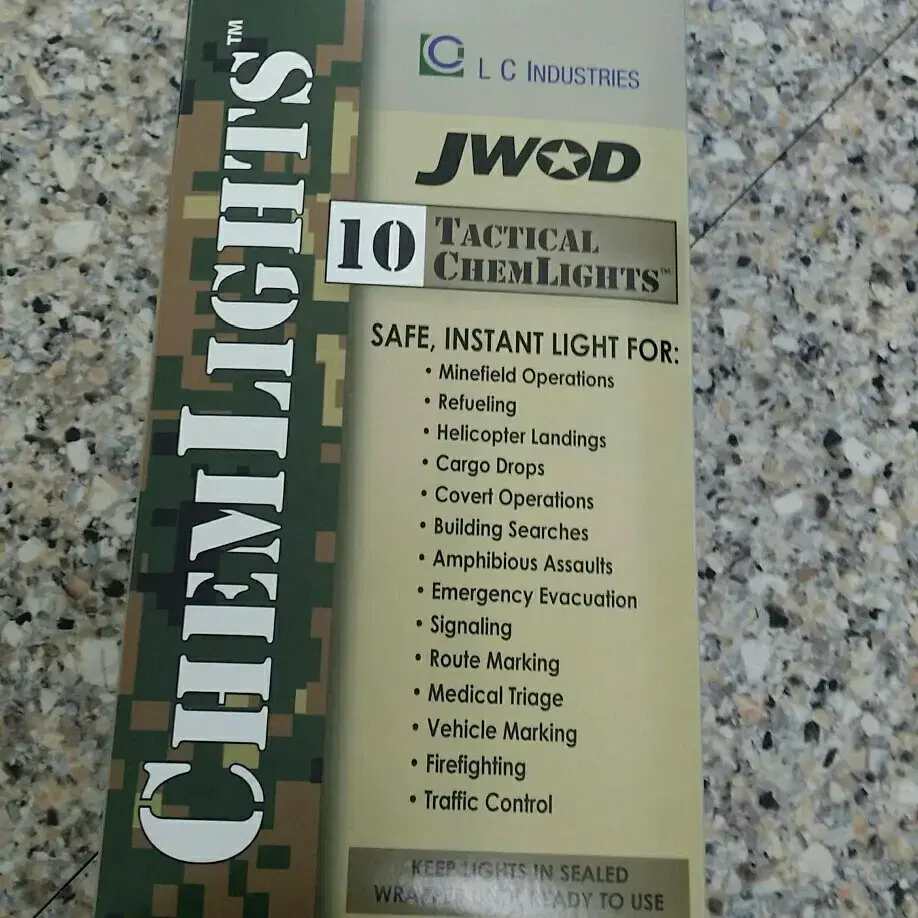 CHEMLIGHTS™
L C INDUSTRIES
JWOD
10 TACTICAL
CHEMLIGHTS™
SAFE, INSTANT LIGHT FOR:
• Minefield Operations
• Refueling
• Helicopter Landings
• Cargo Drops
• Covert Operations
• Building Searches
• Amphibious Assaults
• Emergency Evacuation
• Signaling
• Route Marking
• Medical Triage
• Vehicle Marking
• Firefighting
• Traffic Control
KEEP LIGHTS IN SEALED
READY TO USE